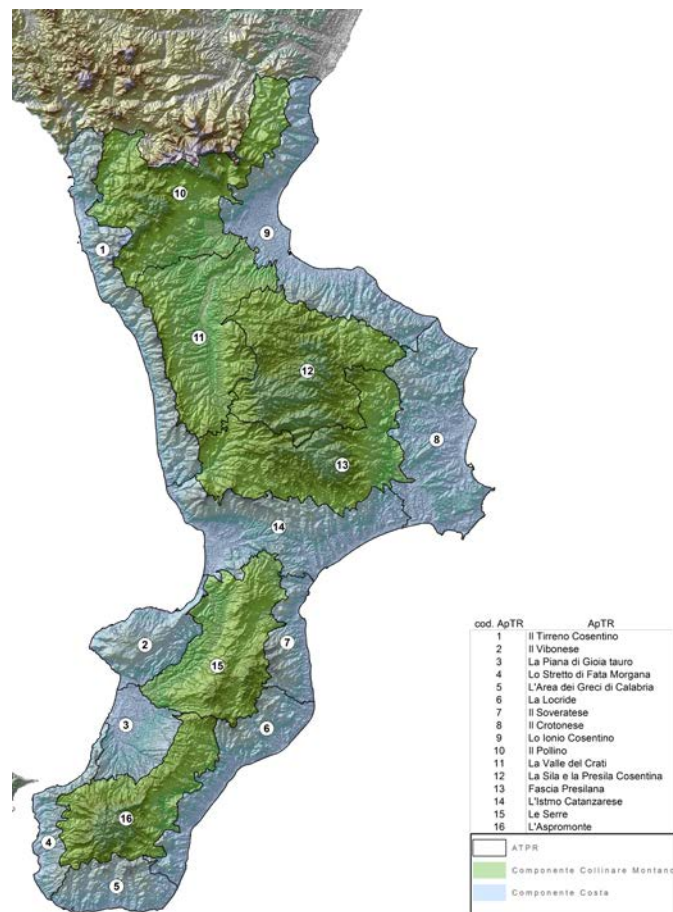 10
9
1
11
12
8
13
14
2
7
15
3
6
16
4
5
cod. ApTR ApTR
1 Il Tirreno Cosentino
2 Il Vibonese
3 La Piana di Gioia tauro
4 Lo Stretto di Fata Morgana
5 L'Area dei Greci di Calabria
6 La Locride
7 Il Soveratese
8 Il Crotonese
9 Lo Ionio Cosentino
10 Il Pollino
11 La Valle del Crati
12 La Sila e la Presila Cosentina
13 Fascia Presilana
14 L'Istmo Catanzarese
15 Le Serre
16 L'Aspromonte
ATPR
Componente Collinare Montano
Componente Costa